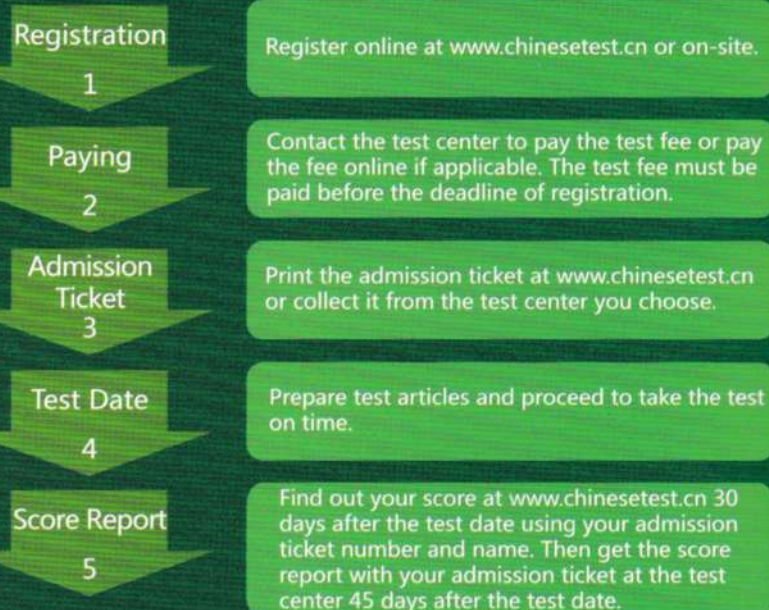 Registration
1
Register online at www.chinesetest.cn or on-site.
Paying
2
Contact the test center to pay the test fee or pay
the fee online if applicable. The test fee must be
paid before the deadline of registration.
Admission
Ticket
3
Print the admission ticket at www.chinesetest.cn
or collect it from the test center you choose.
Test Date
4
Prepare test articles and proceed to take the test
on time.
Score Report
5
Find out your score at www.chinesetest.cn 30
days after the test date using your admission
ticket number and name. Then get the score
report with your admission ticket at the test
center 45 days after the test date.